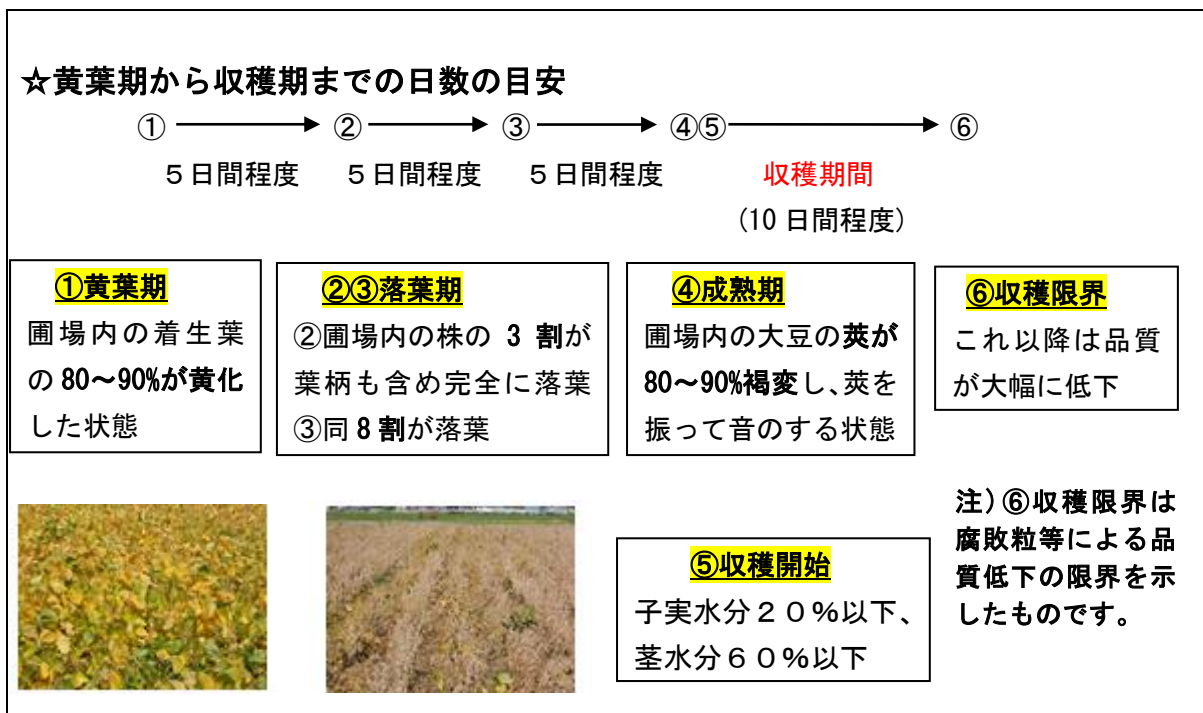 ☆黄葉期から収穫期までの日数の目安
① ② ③ ④⑤ ⑥
５日間程度 ５日間程度 ５日間程度 収穫期間
(10 日間程度)
①黄葉期
圃場内の着生葉
の 80～90%が黄化
した状態
②③落葉期
②圃場内の株の 3 割が
葉柄も含め完全に落葉
③同 8 割が落葉
④成熟期
圃場内の大豆の莢が
80～90%褐変し、莢を
振って音のする状態
⑥収穫限界
これ以降は品質
が大幅に低下
⑤収穫開始
子実水分２０％以下、
茎水分６０％以下
注）⑥収穫限界は
腐敗粒等による品
質低下の限界を示
したものです。